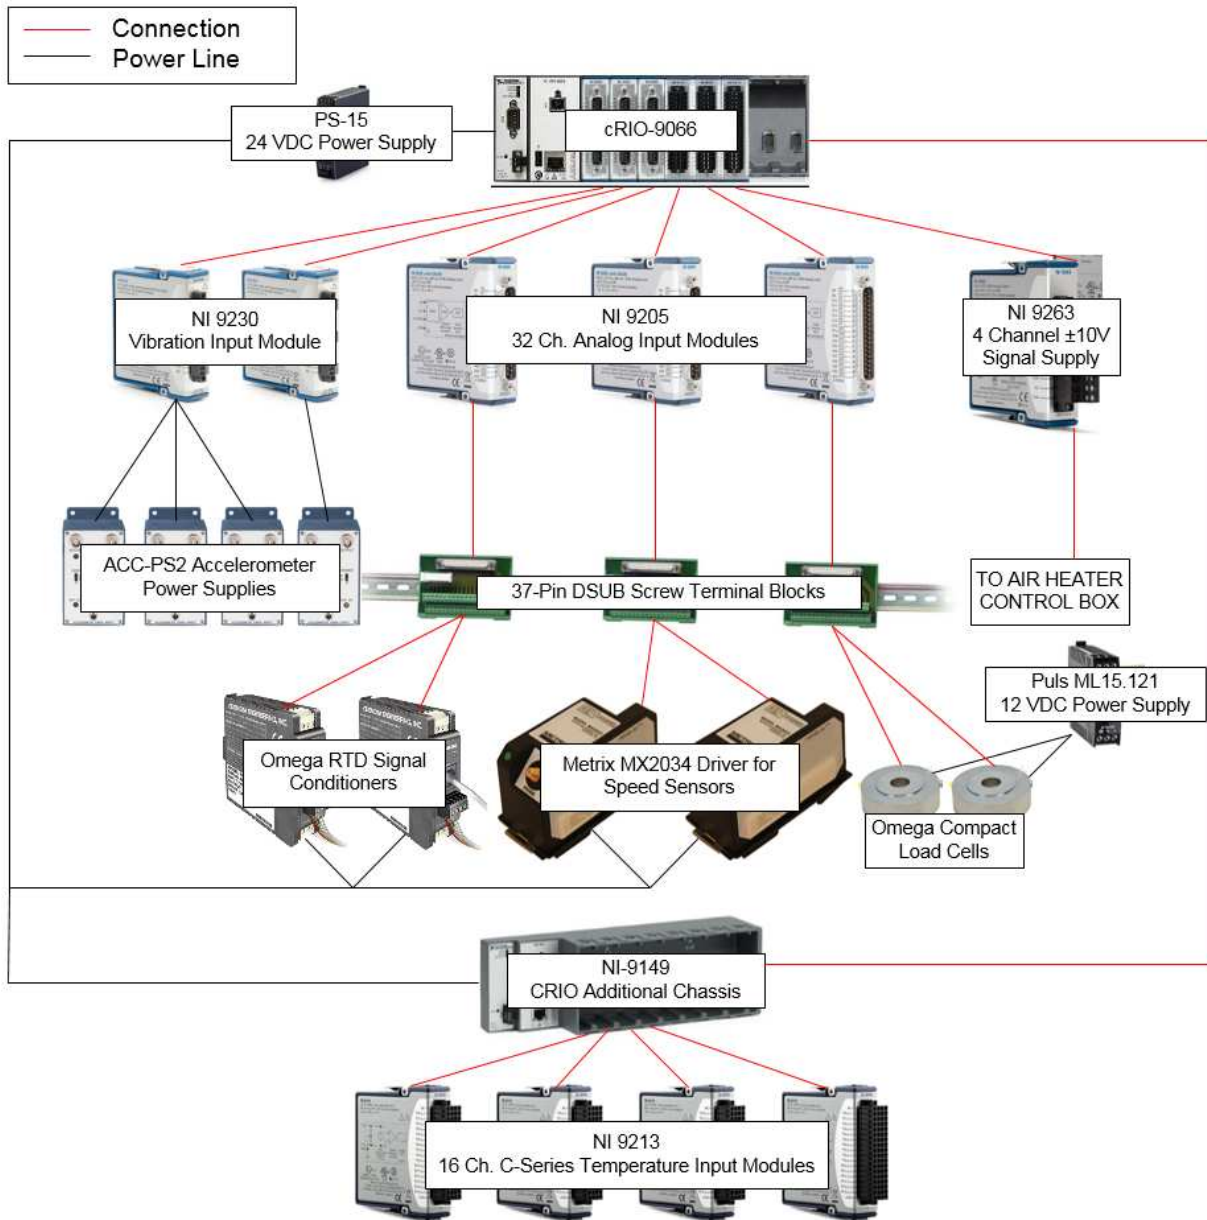 Connection
Power Line
PS-15
24 VDC Power Supply
cRIO-9066
NI 9230
Vibration Input Module
NI 9205
32 Ch. Analog Input Modules
NI 9263
4 Channel ±10V
Signal Supply
ACC-PS2 Accelerometer
Power Supplies
37-Pin DSUB Screw Terminal Blocks
TO AIR HEATER
CONTROL BOX
Puls ML15.121
12 VDC Power Supply
Omega RTD Signal
Conditioners
Metrix MX2034 Driver for
Speed Sensors
Omega Compact
Load Cells
NI-9149
CRIO Additional Chassis
NI 9213
16 Ch. C-Series Temperature Input Modules